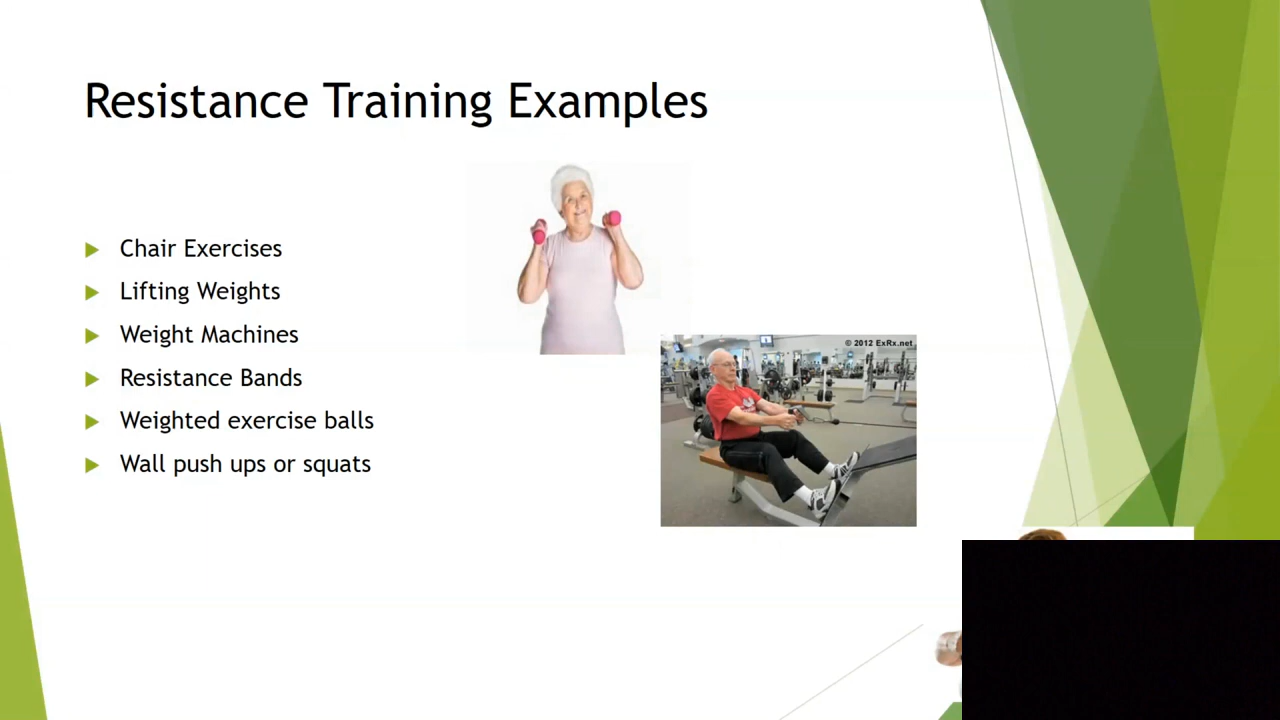 Resistance Training Examples
Chair Exercises
Lifting Weights
Weight Machines
Resistance Bands
Weighted exercise balls
Wall push ups or squats
© 2012 ExRx.net